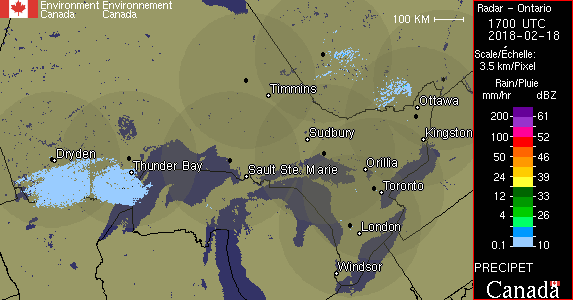 Environment Environnement
Canada Canada
100 KM
Timmins
Ottawa
Sudbury
Kingston
Dryden
Thunder Bay
Sault Ste. Marie
Orillia
Toronto
London
Windsor
Radar - Ontario
1700 UTC
2018-02-18
Scale/Échelle:
3.5 km/Pixel
Rain/Pluie
mm/hr dBZ
200 61
100 52
50 46
24 39
12 33
4 26
0.1 10
PRECIPET
Canada